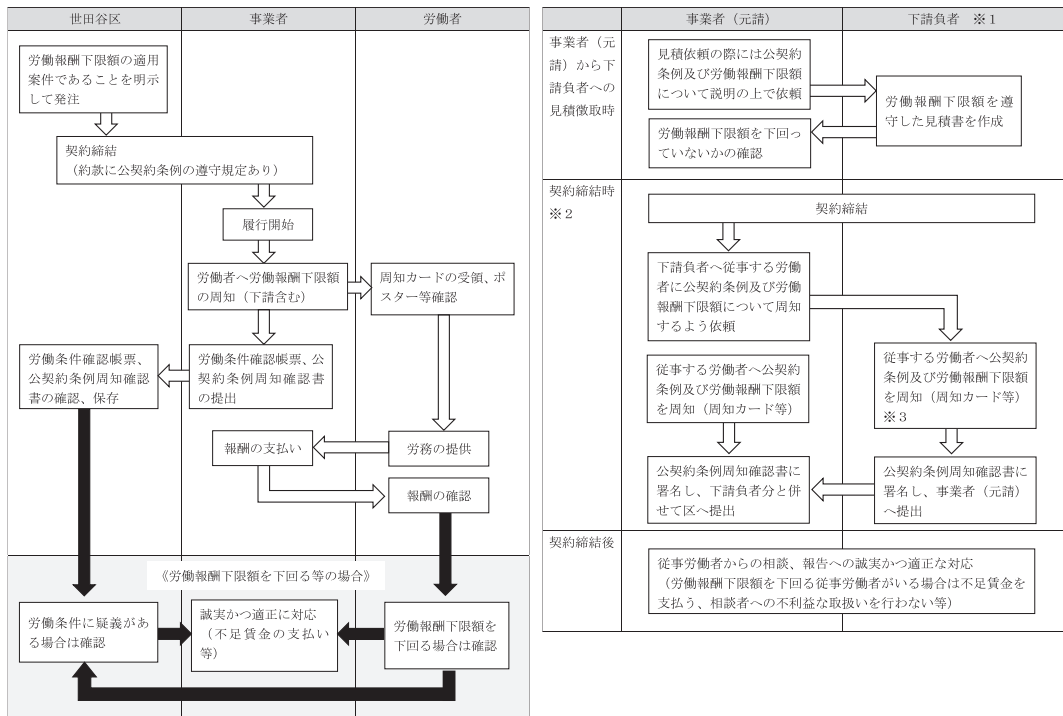 世田谷区
事業者
労働者
労働報酬下限額の適用
案件であることを明示
して発注
契約締結
（約款に公契約条例の遵守規定あり）
履行開始
労働者へ労働報酬下限額
の周知（下請含む）
周知カードの受領、ポ
スター等確認
労働条件確認帳票、
公契約条例周知確認
書の確認、保存
労働条件確認帳票、公
契約条例周知確認書
の提出
報酬の支払い
労務の提供
報酬の確認
《労働報酬下限額を下回る等の場合》
労働条件に疑義があ
る場合は確認
誠実かつ適正に対応
（不足賃金の支払い
等）
労働報酬下限額を
下回る場合は確認
事業者（元請）
下請負者　※1
事業者（元
請）から下
請負者への
見積徴取時
見積依頼の際には公契約
条例及び労働報酬下限額
について説明の上で依頼
労働報酬下限額を遵
守した見積書を作成
労働報酬下限額を下回っ
ていないかの確認
契約締結時
※2
契約締結
下請負者へ従事する労働
者に公契約条例及び労働
報酬下限額について周知
するよう依頼
従事する労働者へ公契約
条例及び労働報酬下限額
を周知（周知カード等）
従事する労働者へ公契約
条例及び労働報酬下限額
を周知（周知カード等）
※3
公契約条例周知確認書に
署名し、下請負者分と併
せて区へ提出
公契約条例周知確認書に
署名し、事業者（元請）
へ提出
契約締結後
従事労働者からの相談、報告への誠実かつ適正な対応
（労働報酬下限額を下回る従事労働者がいる場合は不足賃金を
支払う、相談者への不利益な取扱いを行わない等）